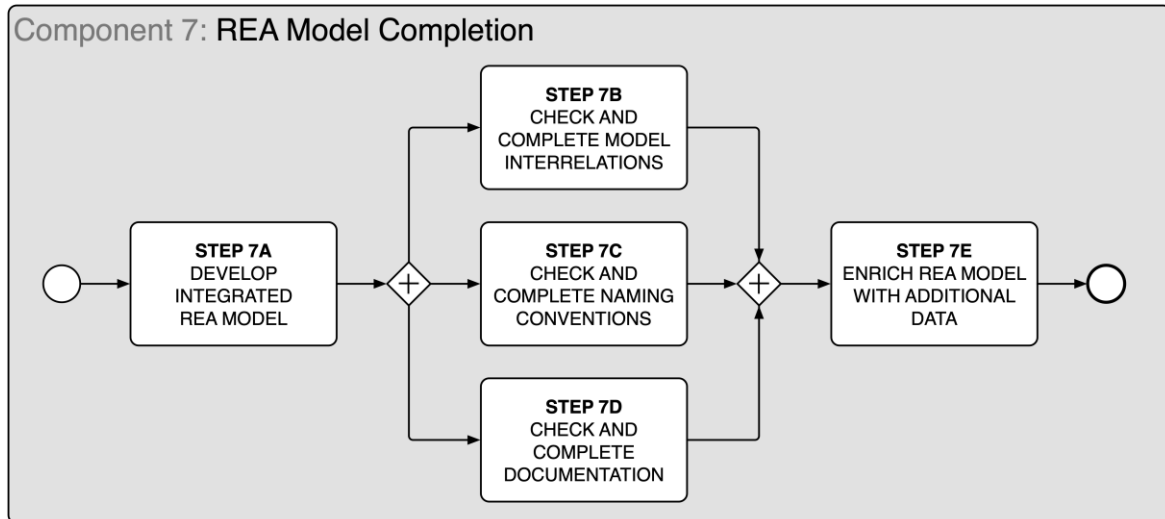 Component 7: REA Model Completion
STEP 7A
DEVELOP
INTEGRATED
REA MODEL
STEP 7B
CHECK AND
COMPLETE MODEL
INTERRELATIONS
STEP 7C
CHECK AND
COMPLETE NAMING
CONVENTIONS
STEP 7D
CHECK AND
COMPLETE
DOCUMENTATION
STEP 7E
ENRICH REA MODEL
WITH ADDITIONAL
DATA